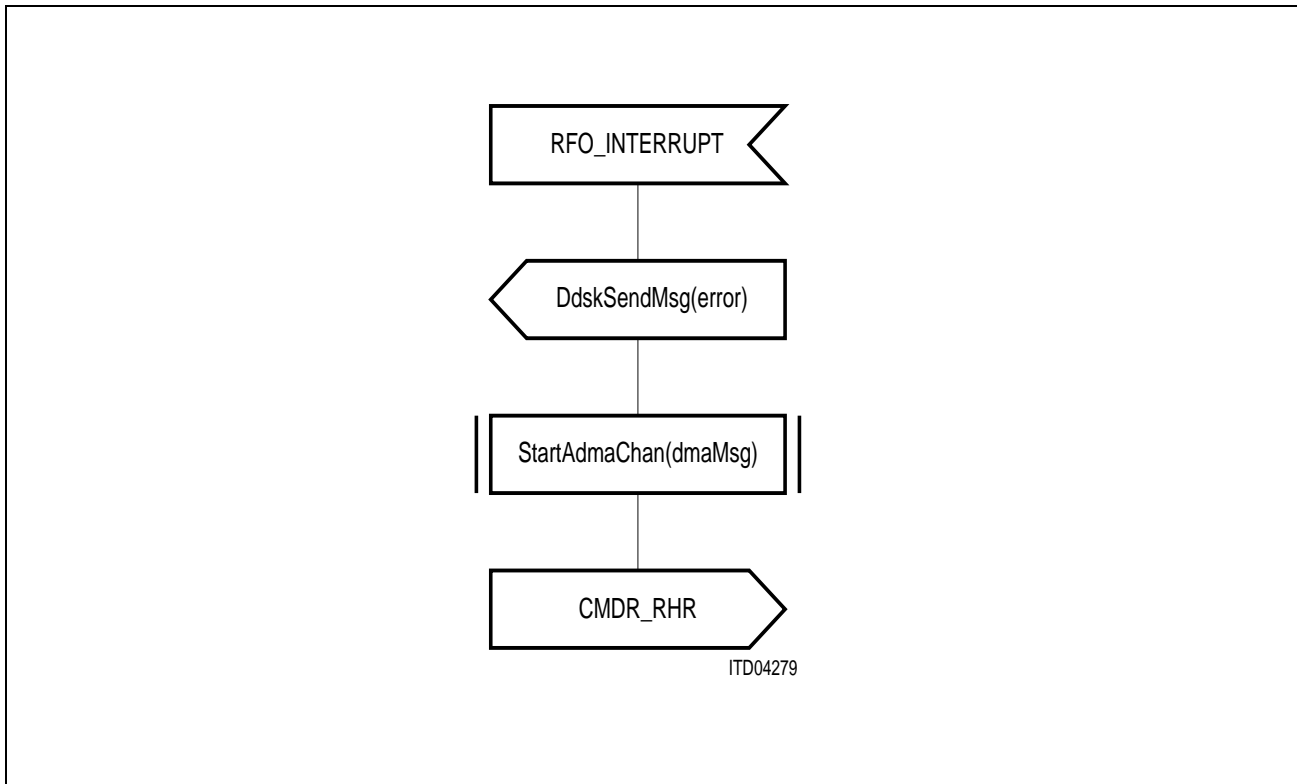 RFO_INTERRUPT
DdskSendMsg(error)
StartAdmaChan(dmaMsg)
CMDR_RHR
ITD04279